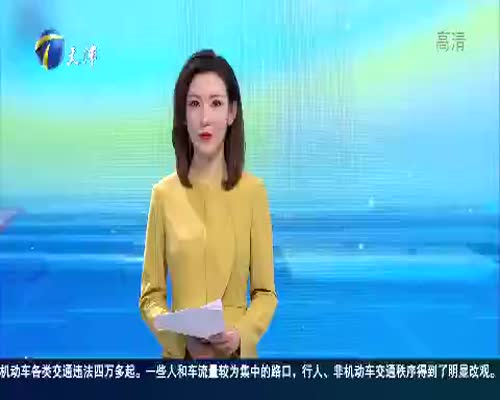 天津
高清
机动车各类交通违法四万多起。一些人和车流量较为集中的路口，行人、非机动车交通秩序得到了明显改观。